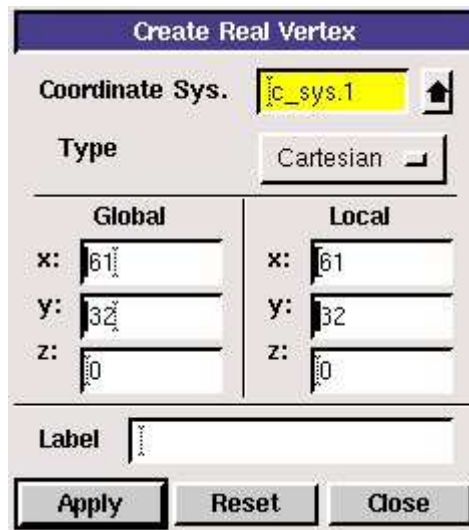 Create Real Vertex
Coordinate Sys. c_sys.1
Type Cartesian
Global Local
x: 61 x: 61
y: 32 y: 32
z: 0 z: 0
Label
Apply Reset Close